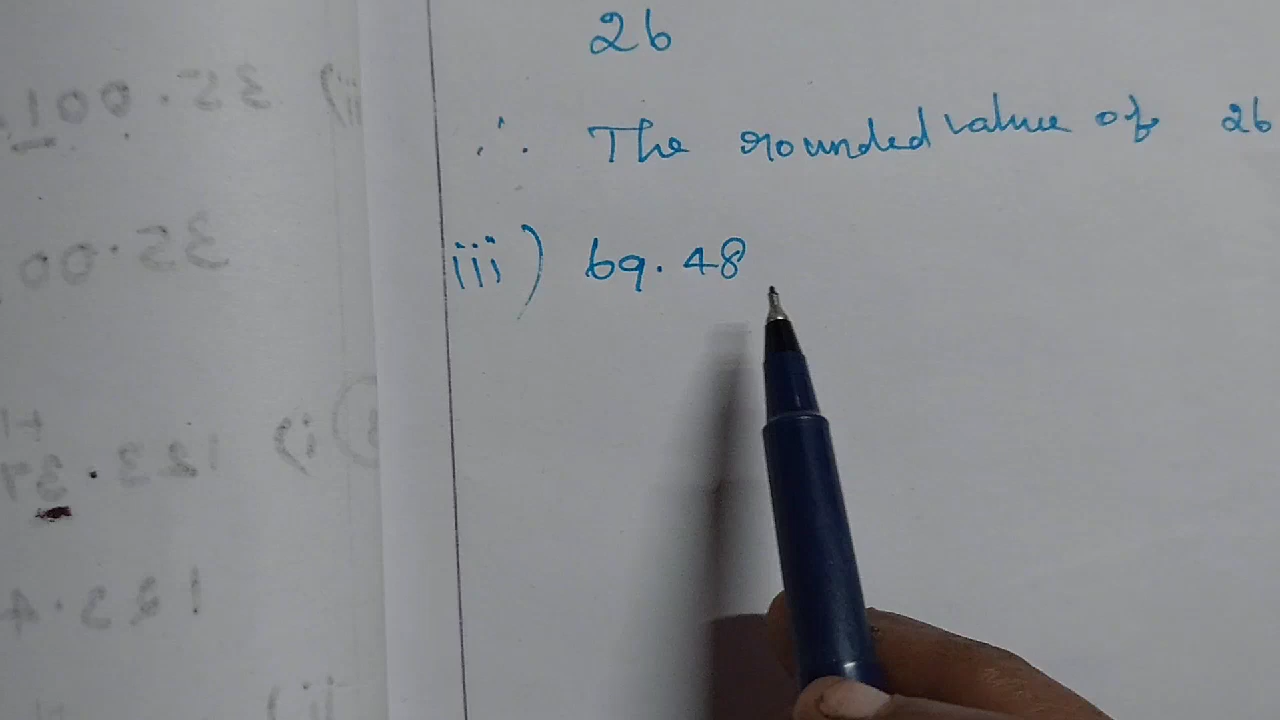 26
∴ The rounded value of 26
iii) 69.48